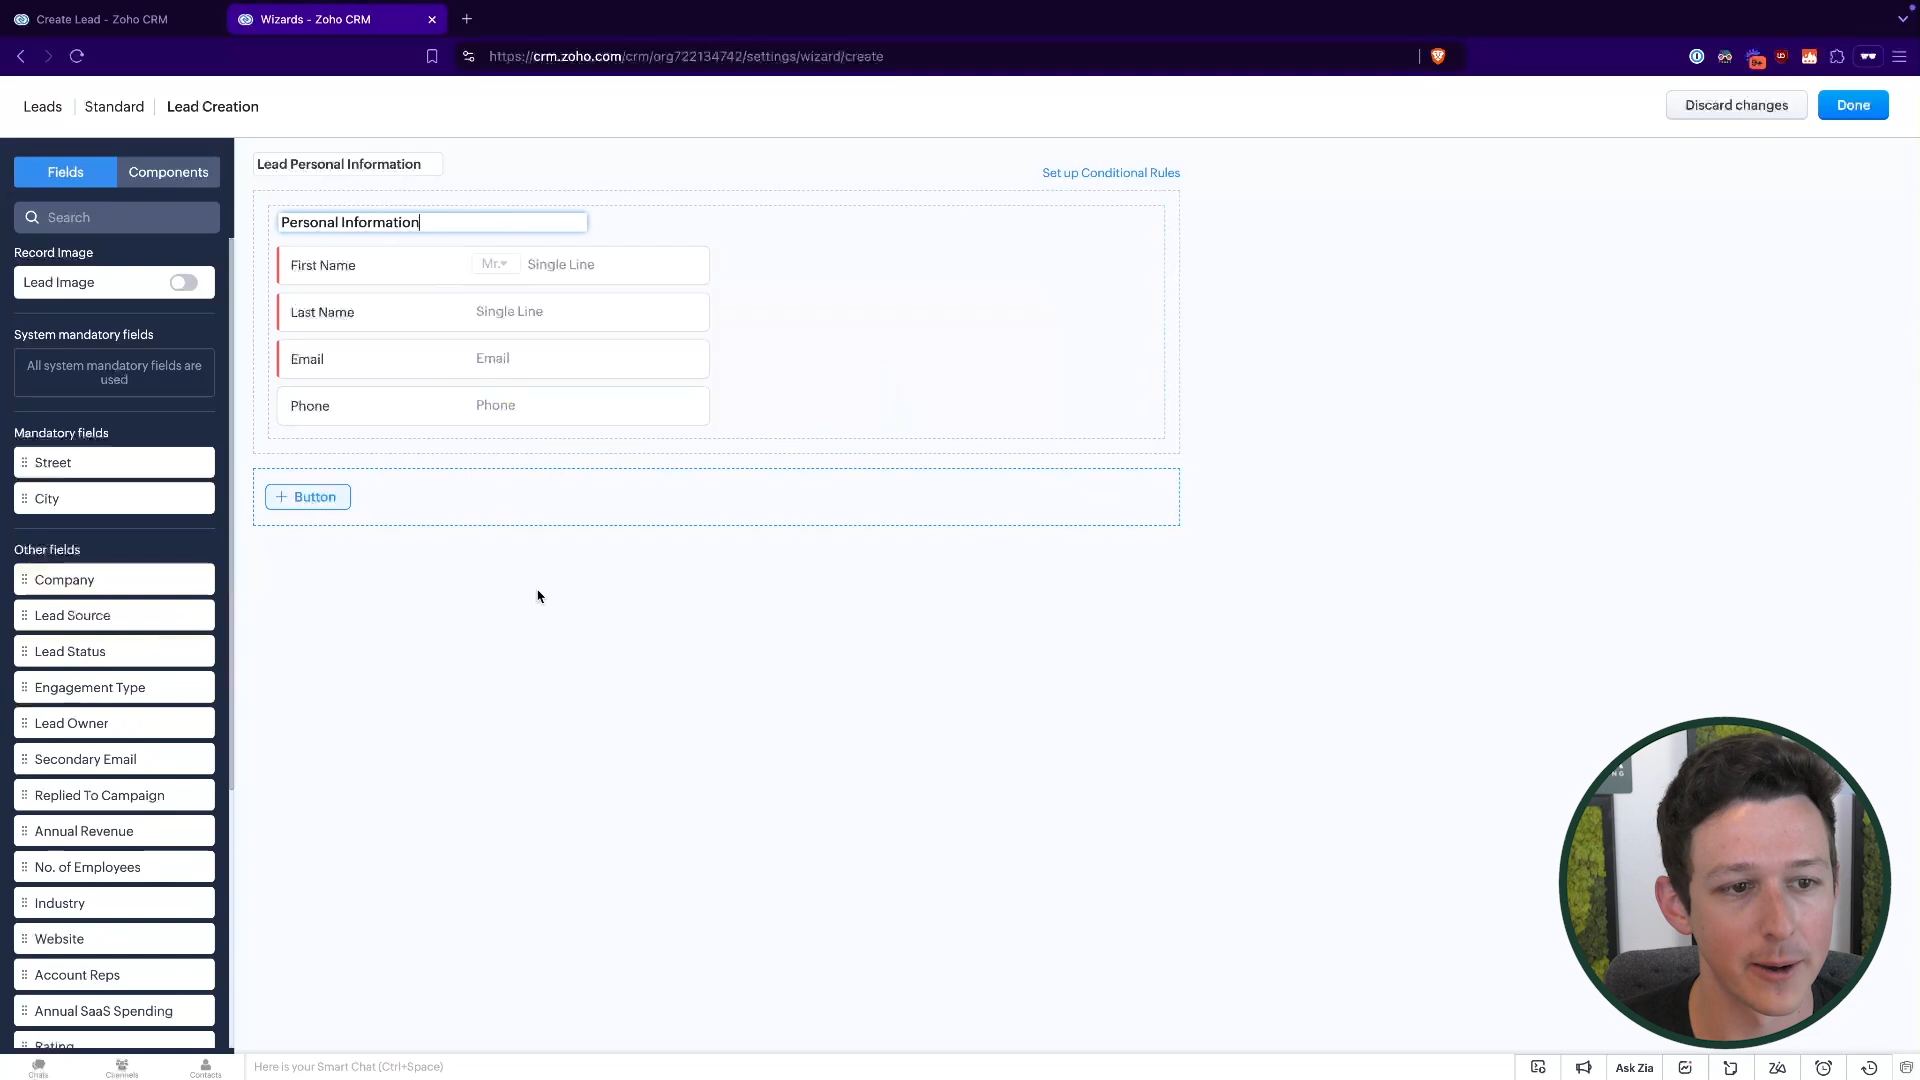 Create Lead - Zoho CRM
Wizards - Zoho CRM
https://crm.zoho.com/crm/org722134742/settings/wizard/create
9+
Leads
Standard
Lead Creation
Discard changes
Done
Fields
Components
Search
Record Image
Lead Image
System mandatory fields
All system mandatory fields are
used
Mandatory fields
Street
City
Other fields
Company
Lead Source
Lead Status
Engagement Type
Lead Owner
Secondary Email
Replied To Campaign
Annual Revenue
No. of Employees
Industry
Website
Account Reps
Annual SaaS Spending
Rating
Lead Personal Information
Set up Conditional Rules
Personal Information
First Name
Mr.
Single Line
Last Name
Single Line
Email
Email
Phone
Phone
+ Button
Chats
Channels
Contacts
Here is your Smart Chat (Ctrl+Space)
Ask Zia